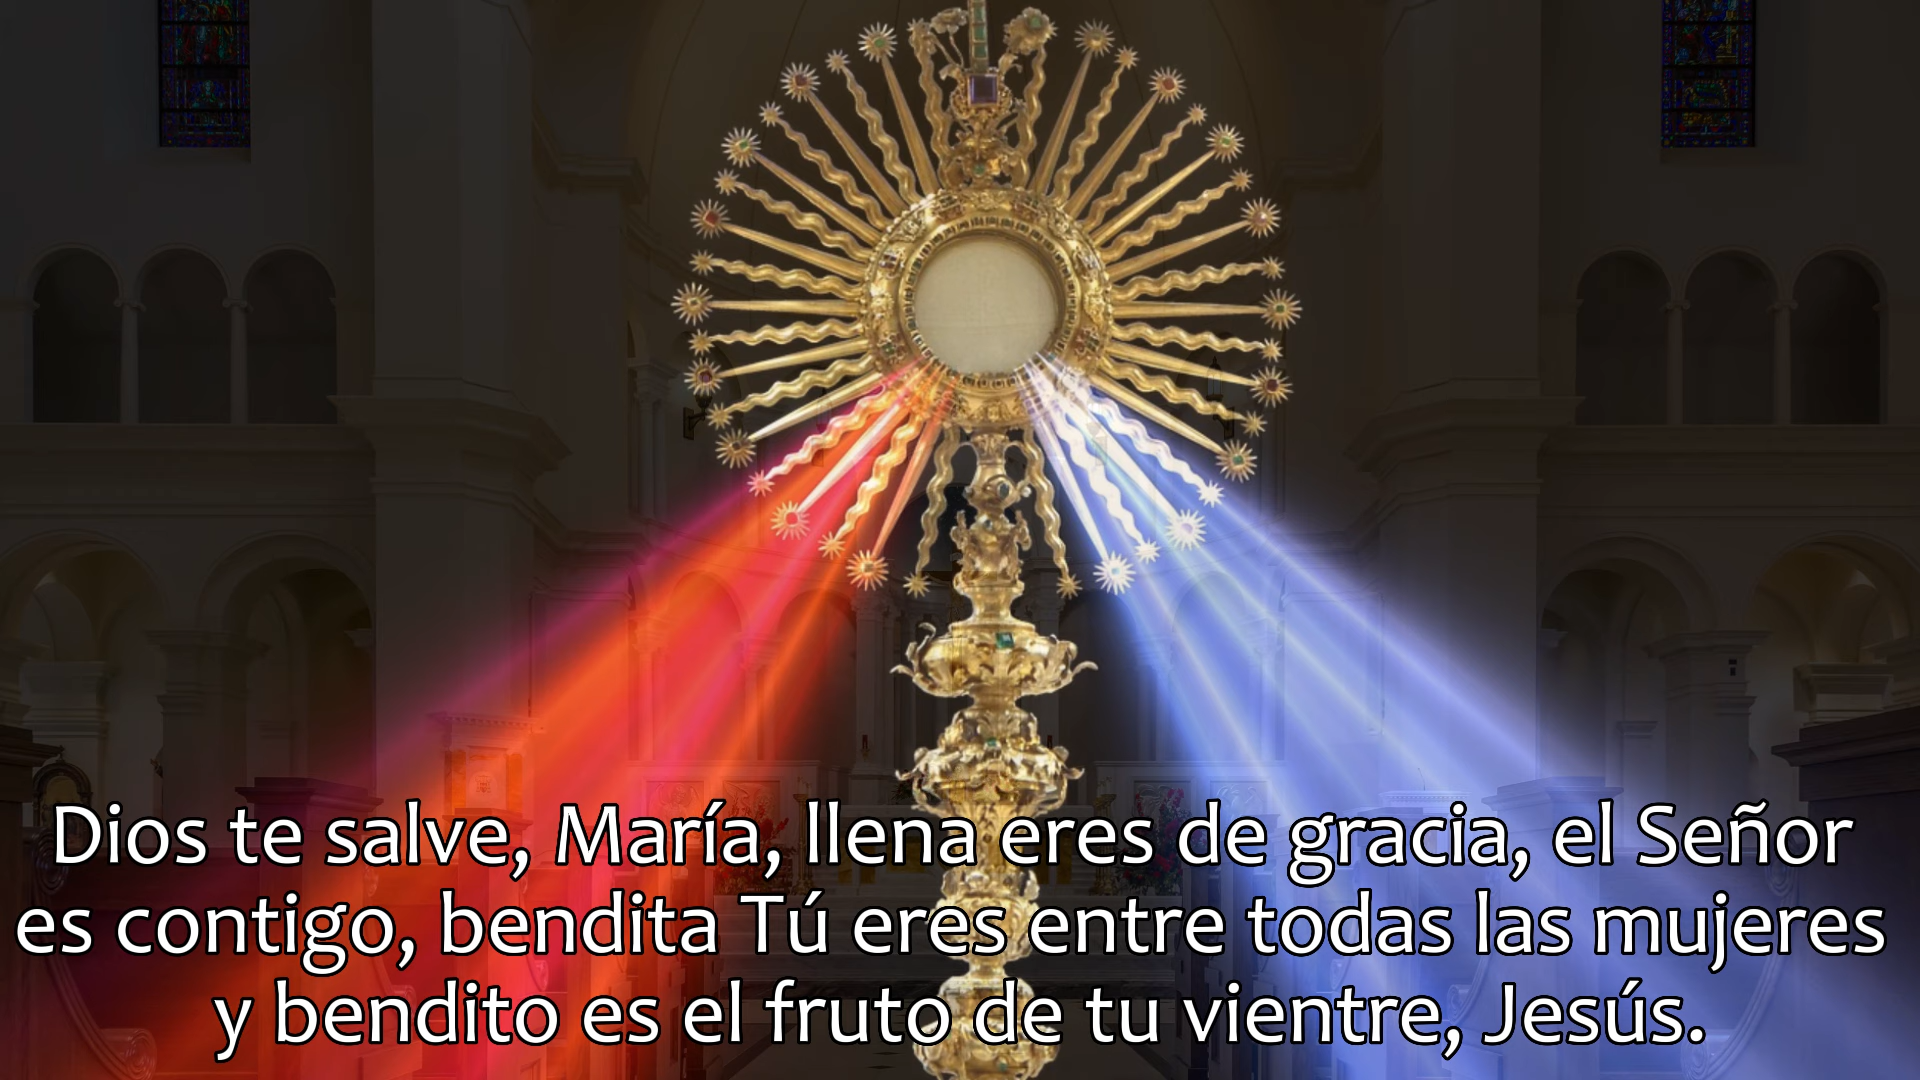 Dios te salve, María, llena eres de gracia, el Señor
es contigo, bendita Tú eres entre todas las mujeres
y bendito es el fruto de tu vientre, Jesús.